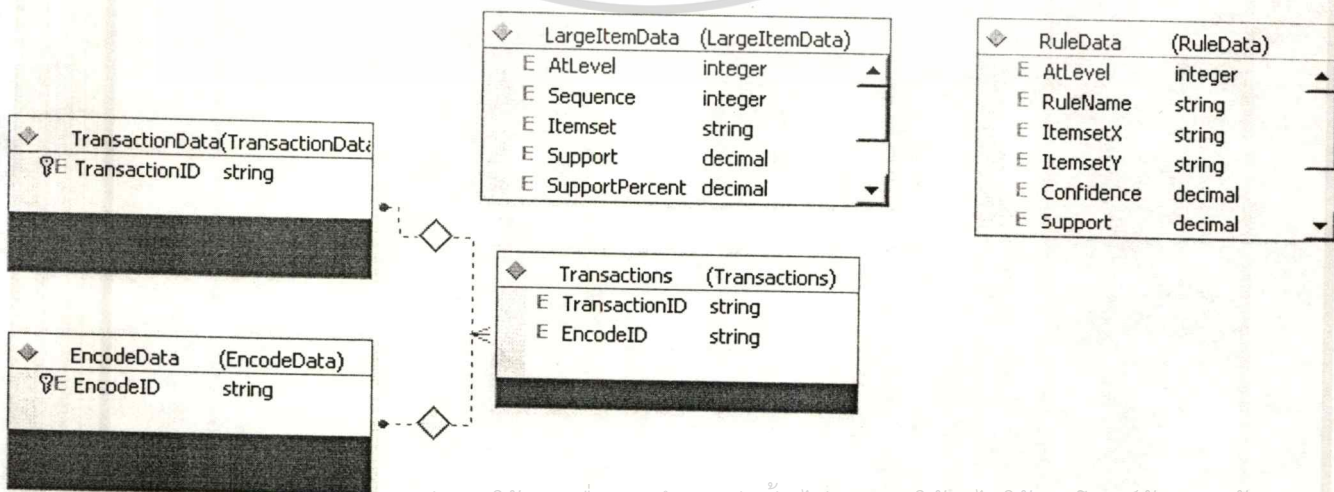 TransactionData(TransactionData
E TransactionID string
EncodeData (EncodeData)
E EncodeID string
LargeItemData (LargeItemData)
E AtLevel integer
E Sequence integer
E Itemset string
E Support decimal
E SupportPercent decimal
Transactions (Transactions)
E TransactionID string
E EncodeID string
RuleData (RuleData)
E AtLevel integer
E RuleName string
E ItemsetX string
E ItemsetY string
E Confidence decimal
E Support decimal